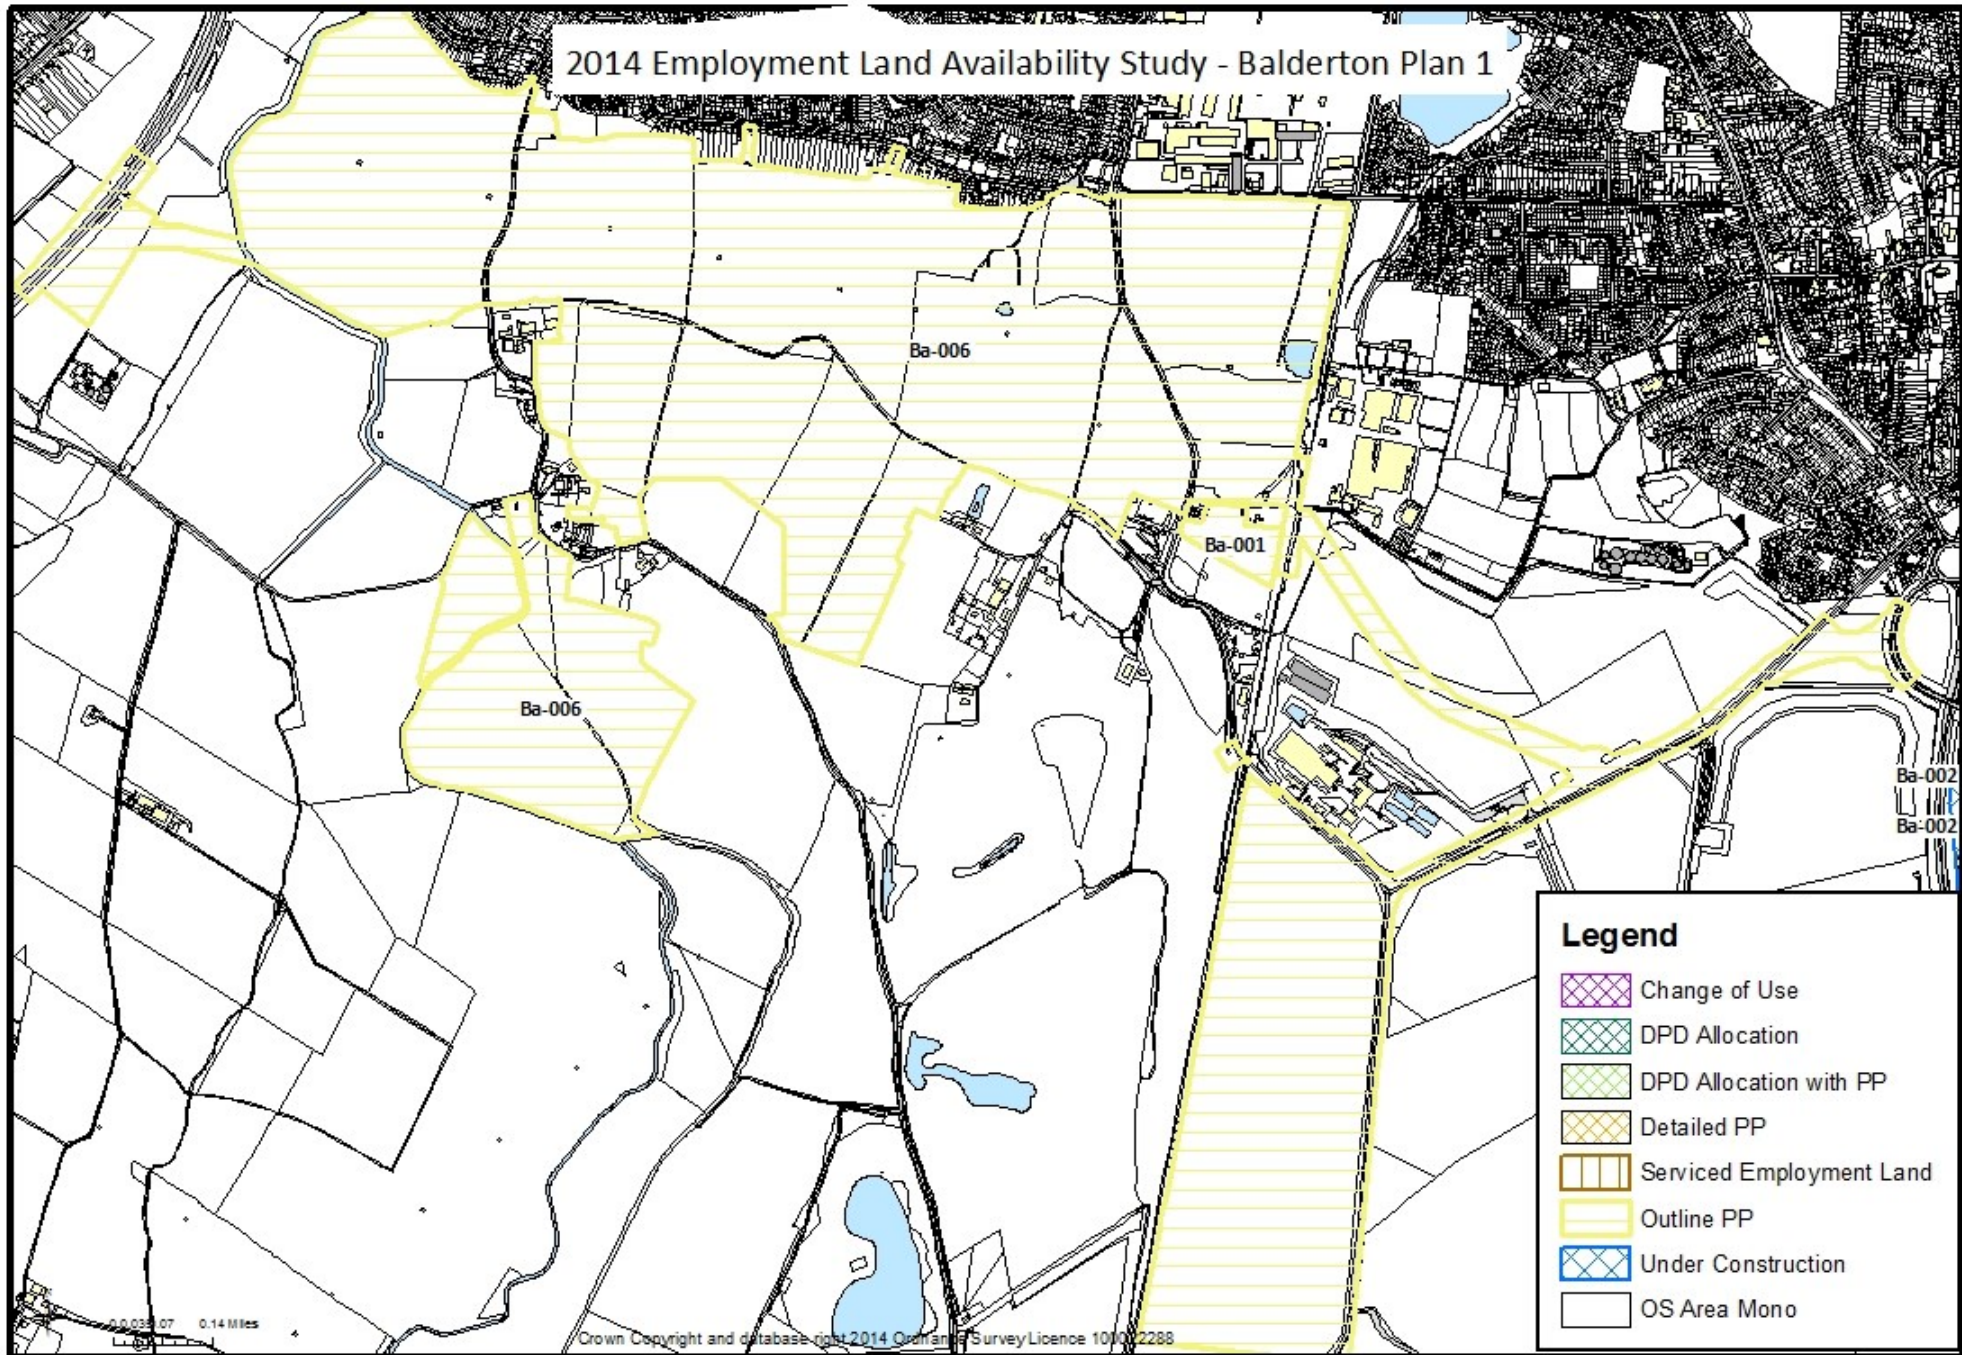 2014 Employment Land Availability Study - Balderton Plan 1
Ba-006
Ba-001
Ba-006
Ba-002
Ba-002
Legend
Change of Use
DPD Allocation
DPD Allocation with PP
Detailed PP
Serviced Employment Land
Outline PP
Under Construction
OS Area Mono
0.14 Miles
Crown Copyright and database right 2014 Ordnance Survey Licence